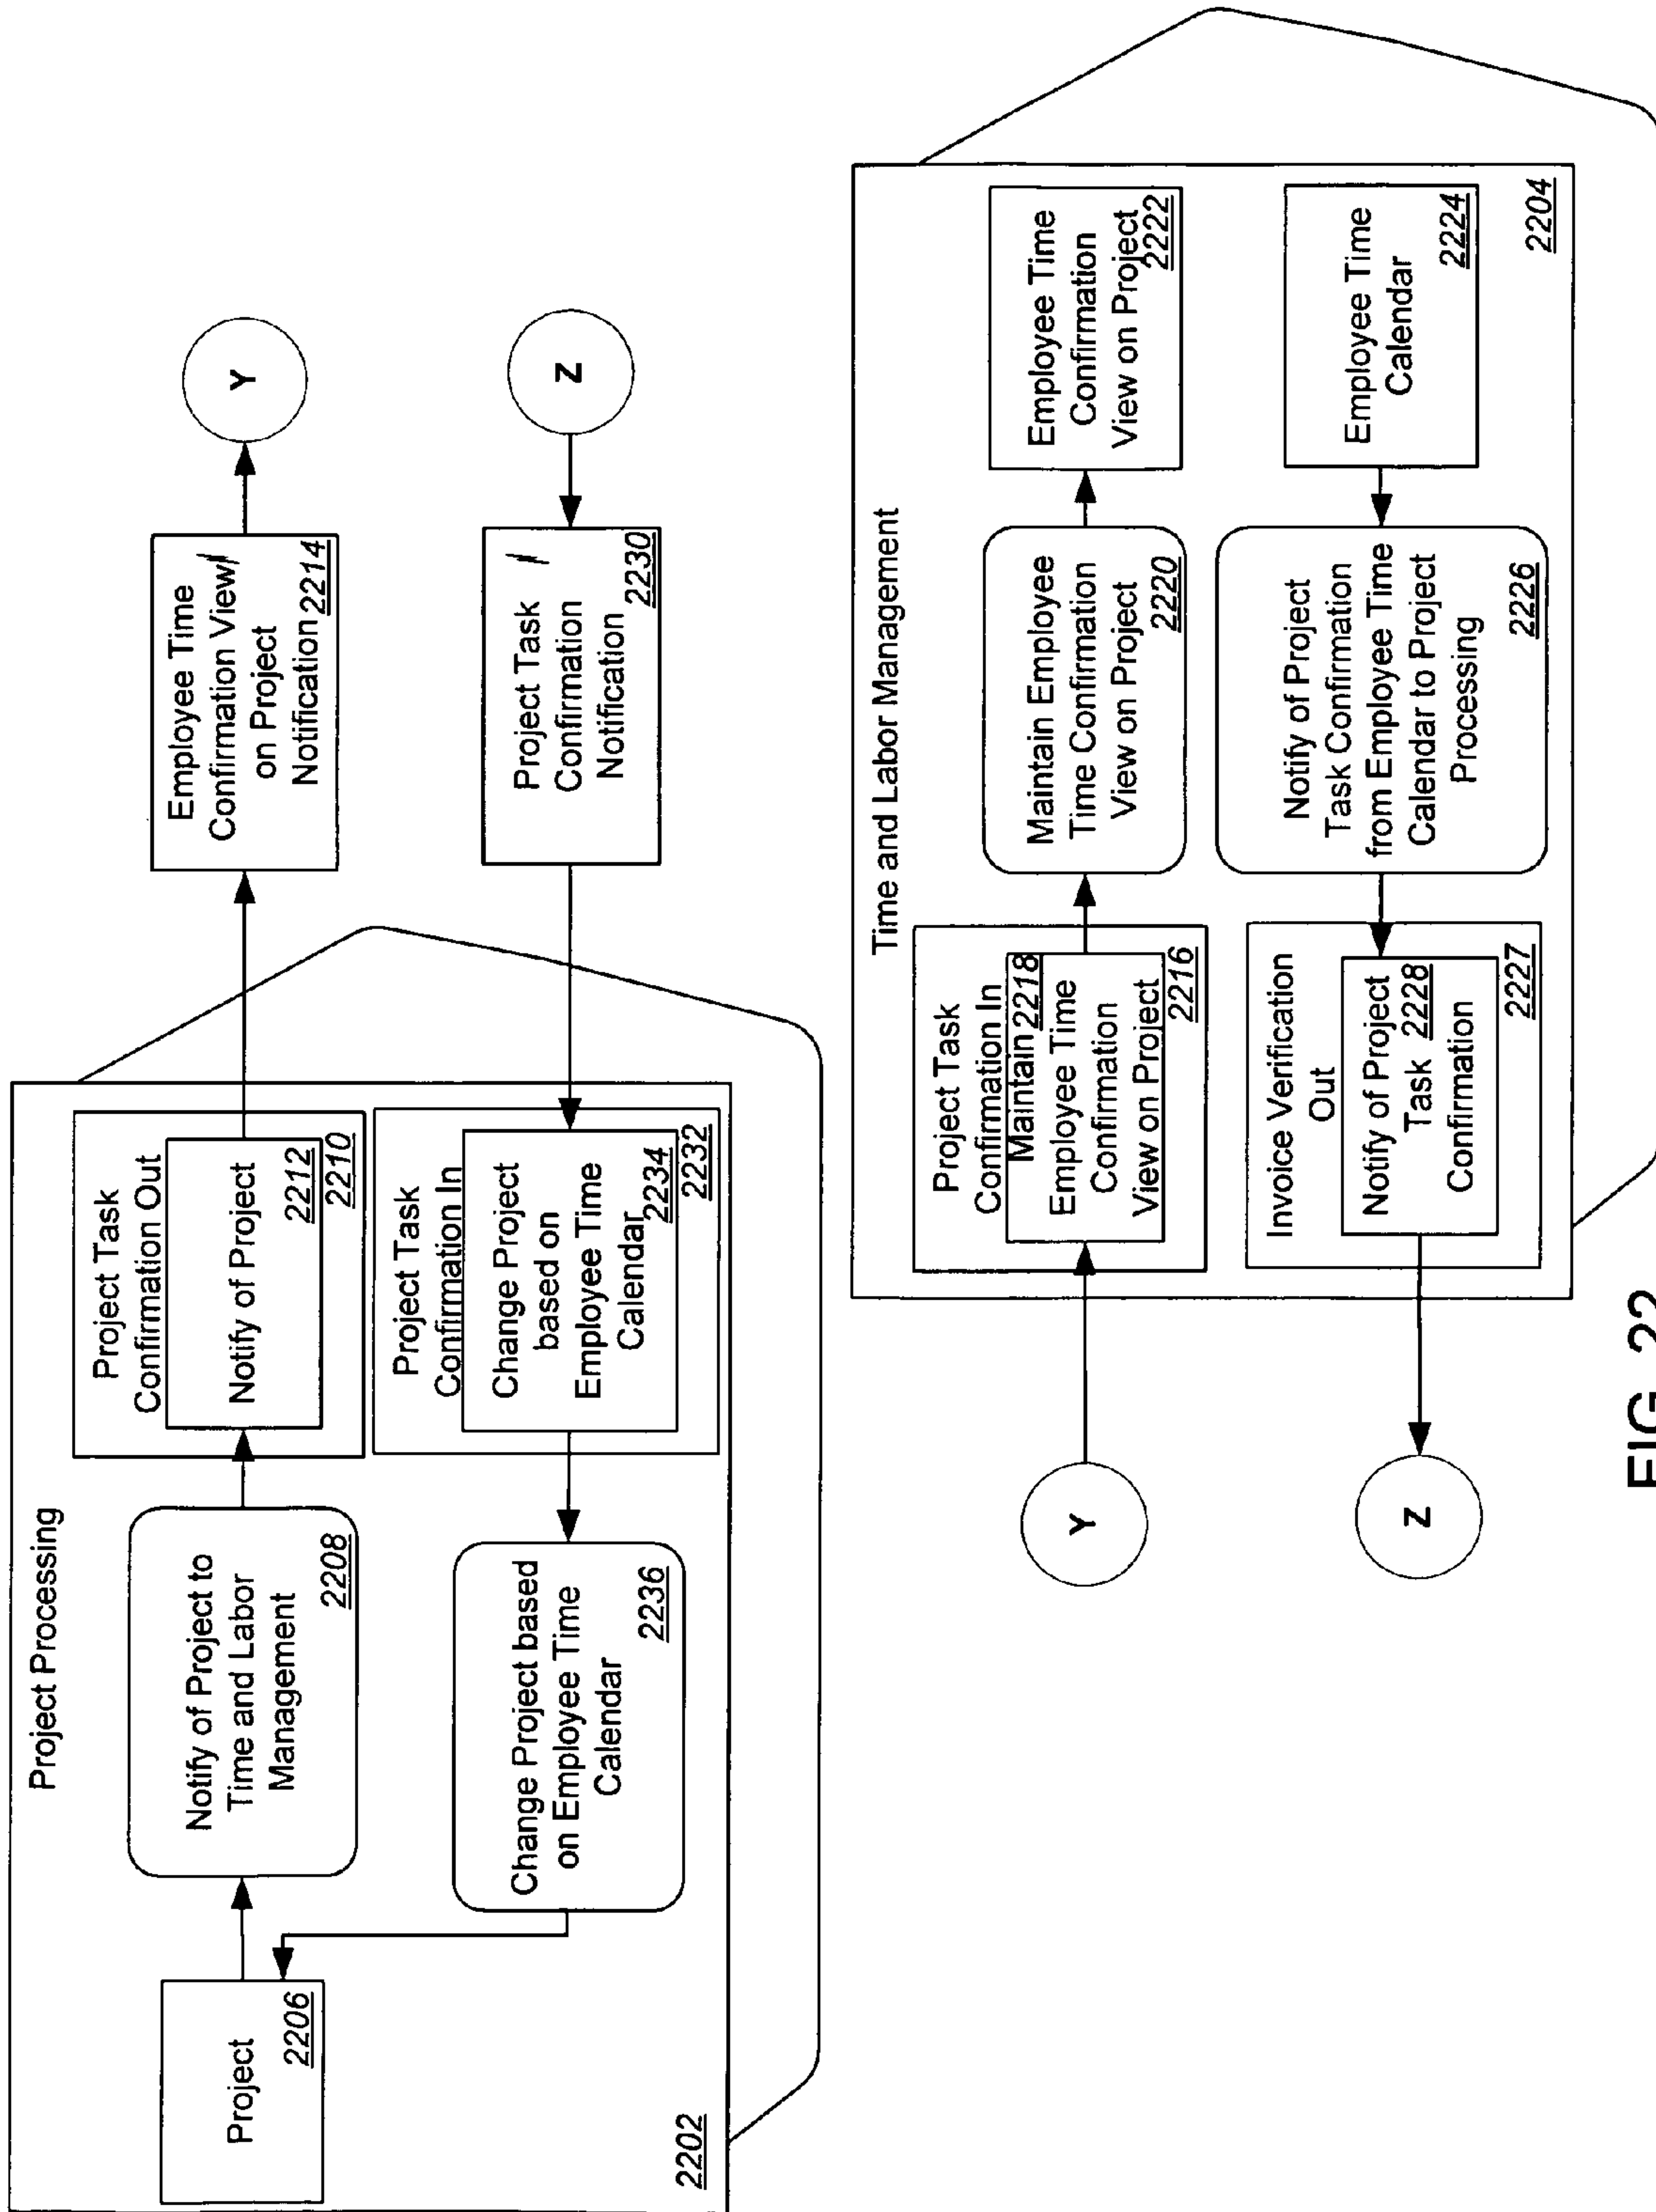 Project Processing
Project
2206
Notify of Project to
Time and Labor
Management
2208
Project Task
Confirmation Out
Notify of Project
2212
2210
Employee Time
Confirmation View
on Project
Notification 2214
Y
Change Project based
on Employee Time
Calendar
2236
Project Task
Confirmation In
Change Project
based on
Employee Time
Calendar
2234
2232
Project Task
Confirmation
Notification
2230
Z
2202
Time and Labor Management
Y
Project Task
Confirmation In
Maintain 2218
Employee Time
Confirmation
View on Project
2216
Maintain Employee
Time Confirmation
View on Project
2220
Employee Time
Confirmation
View on Project
2222
Z
Invoice Verification
Out
Notify of Project
Task 2228
Confirmation
2227
Notify of Project
Task Confirmation
from Employee Time
Calendar to Project
Processing
2226
Employee Time
Calendar
2224
2204
FIG. 22